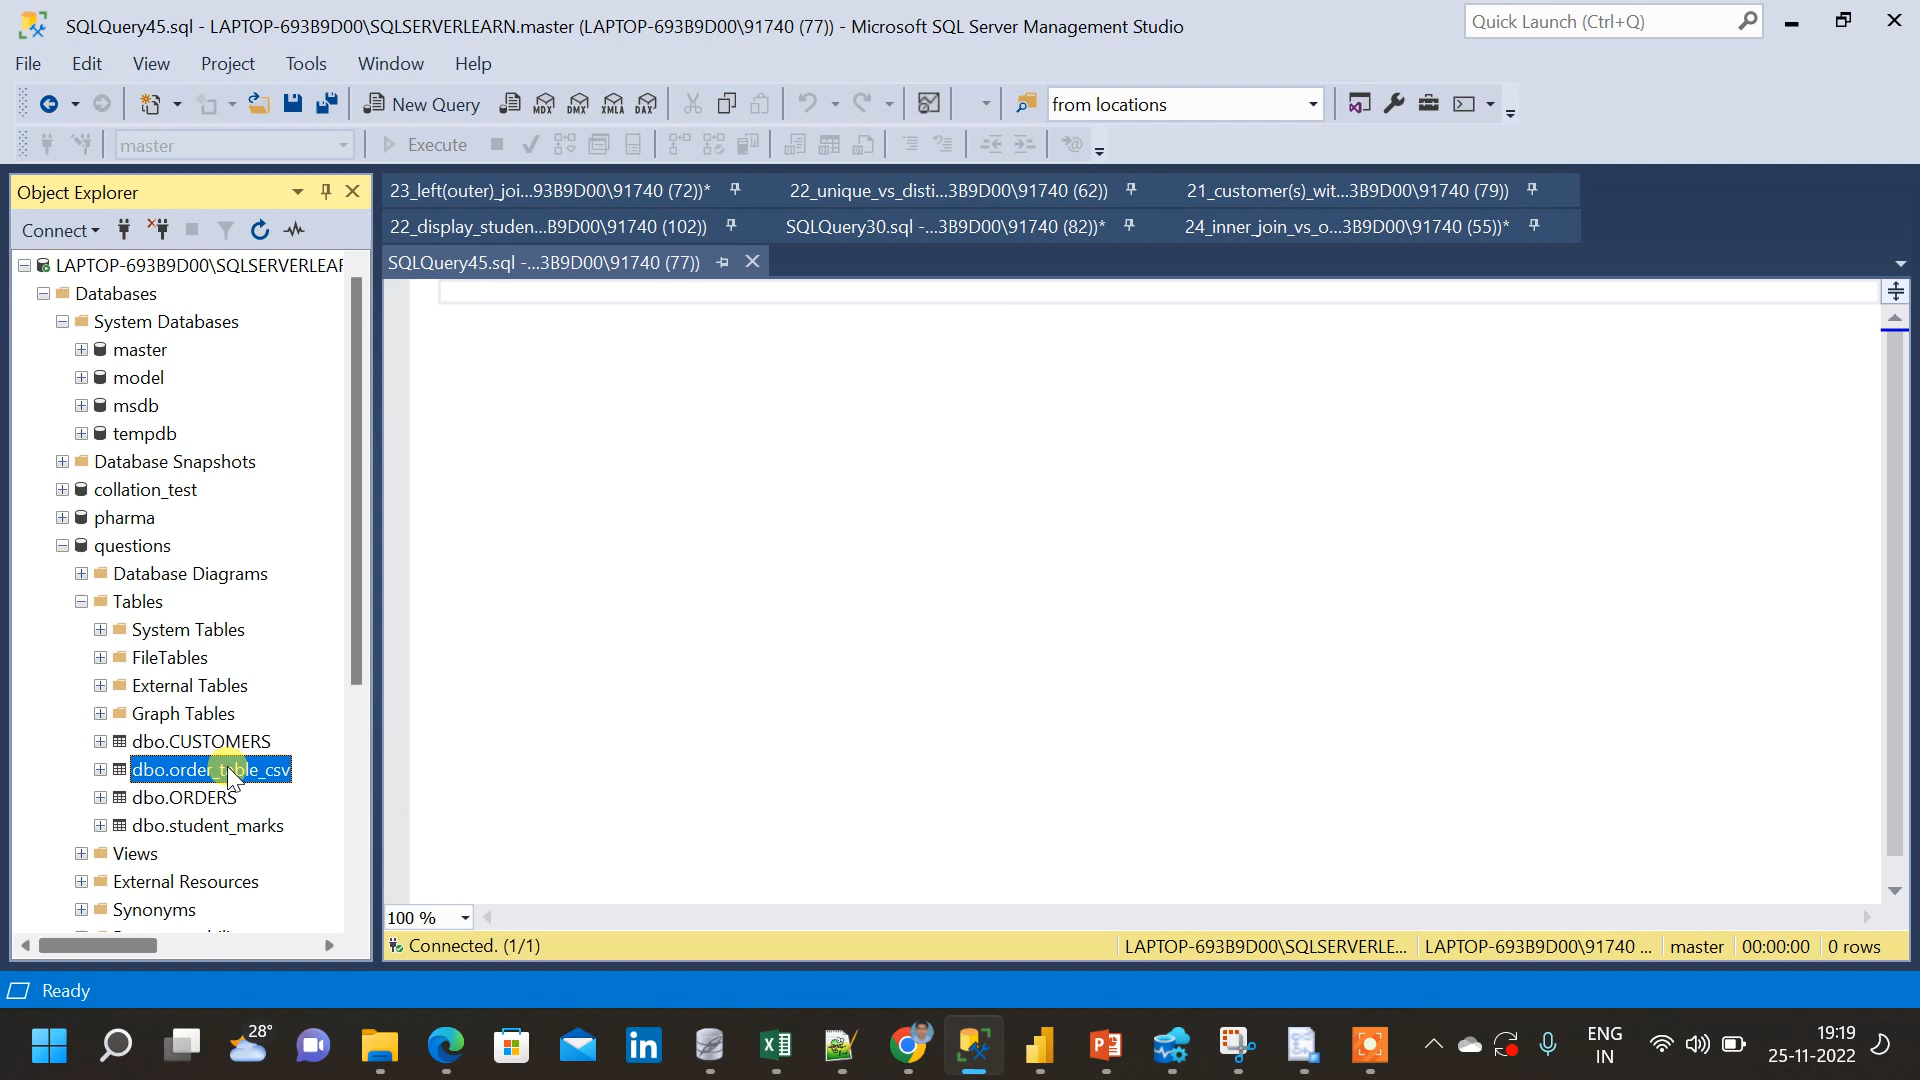 SQLQuery45.sql - LAPTOP-693B9D00\SQLSERVERLEARN.master (LAPTOP-693B9D00\91740 (77)) - Microsoft SQL Server Management Studio
Quick Launch (Ctrl+Q)
File Edit View Project Tools Window Help
New Query
MDX DMX XMLA DAX
from locations
master
Execute
Object Explorer
23_left(outer)_joi...93B9D00\91740 (72))*
22_unique_vs_disti...3B9D00\91740 (62))
21_customer(s)_wit...3B9D00\91740 (79))
Connect
22_display_studen...B9D00\91740 (102))
SQLQuery30.sql -...3B9D00\91740 (82))*
24_inner_join_vs_o...3B9D00\91740 (55))*
SQLQuery45.sql -...3B9D00\91740 (77))
LAPTOP-693B9D00\SQLSERVERLEAF
Databases
System Databases
master
model
msdb
tempdb
Database Snapshots
collation_test
pharma
questions
Database Diagrams
Tables
System Tables
FileTables
External Tables
Graph Tables
dbo.CUSTOMERS
dbo.order_table_csv
dbo.ORDERS
dbo.student_marks
Views
External Resources
Synonyms
100 %
Connected. (1/1)
LAPTOP-693B9D00\SQLSERVERLE...
LAPTOP-693B9D00\91740 ...
master
00:00:00
0 rows
Ready
28°
ENG
IN
19:19
25-11-2022